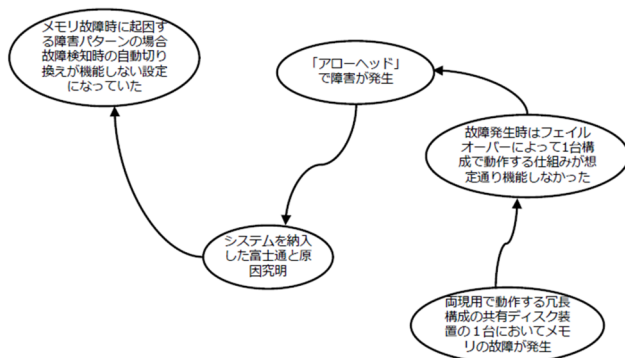 メモリ故障時に起因す
る障害パターンの場合
故障検知時の自動切り
換えが機能しない設定
になっていた
「アローヘッド」
で障害が発生
故障発生時はフェイル
オーバーによって1台構
成で動作する仕組みが想
定通り機能しなかった
システムを納入
した富士通と原
因究明
両現用で動作する冗長
構成の共有ディスク装
置の１台においてメモ
リの故障が発生